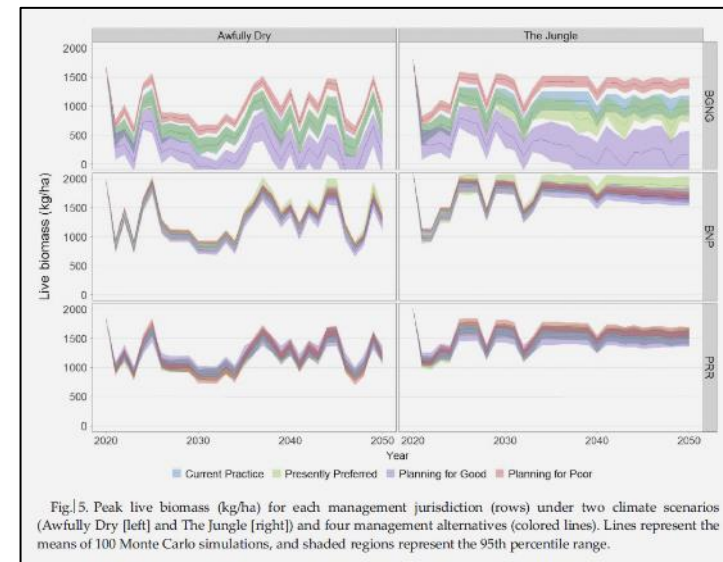 Awfully Dry The Jungle
2000
1500
1000
500
0
BGNG
2000
1500
1000
500
0
BNP
2000
1500
1000
500
0
PRR
Live biomass (kg/ha)
2020 2030 2040 2050 2020 2030 2040 2050
Year
Current Practice Presently Preferred Planning for Good Planning for Poor
Fig. 5. Peak live biomass (kg/ha) for each management jurisdiction (rows) under two climate scenarios
(Awfully Dry [left] and The Jungle [right]) and four management alternatives (colored lines). Lines represent the
means of 100 Monte Carlo simulations, and shaded regions represent the 95th percentile range.